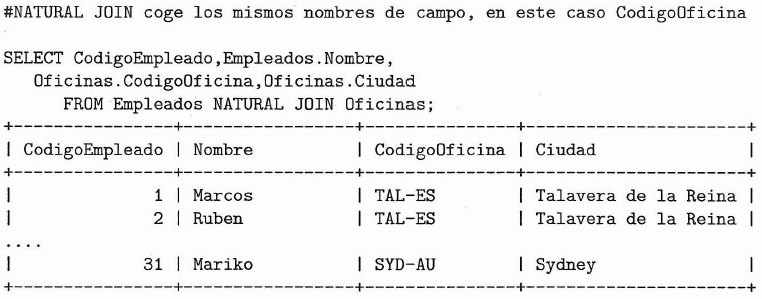 #NATURAL JOIN coge los mismos nombres de campo, en este caso CodigoOficina
SELECT CodigoEmpleado,Empleados.Nombre,
Oficinas.CodigoOficina,Oficinas.Ciudad
FROM Empleados NATURAL JOIN Oficinas;
+----------------+------------------+---------------+----------------------+
| CodigoEmpleado | Nombre | CodigoOficina | Ciudad |
+----------------+------------------+---------------+----------------------+
| 1 | Marcos | TAL-ES | Talavera de la Reina |
| 2 | Ruben | TAL-ES | Talavera de la Reina |
....
| 31 | Mariko | SYD-AU | Sydney |
+----------------+------------------+---------------+----------------------+